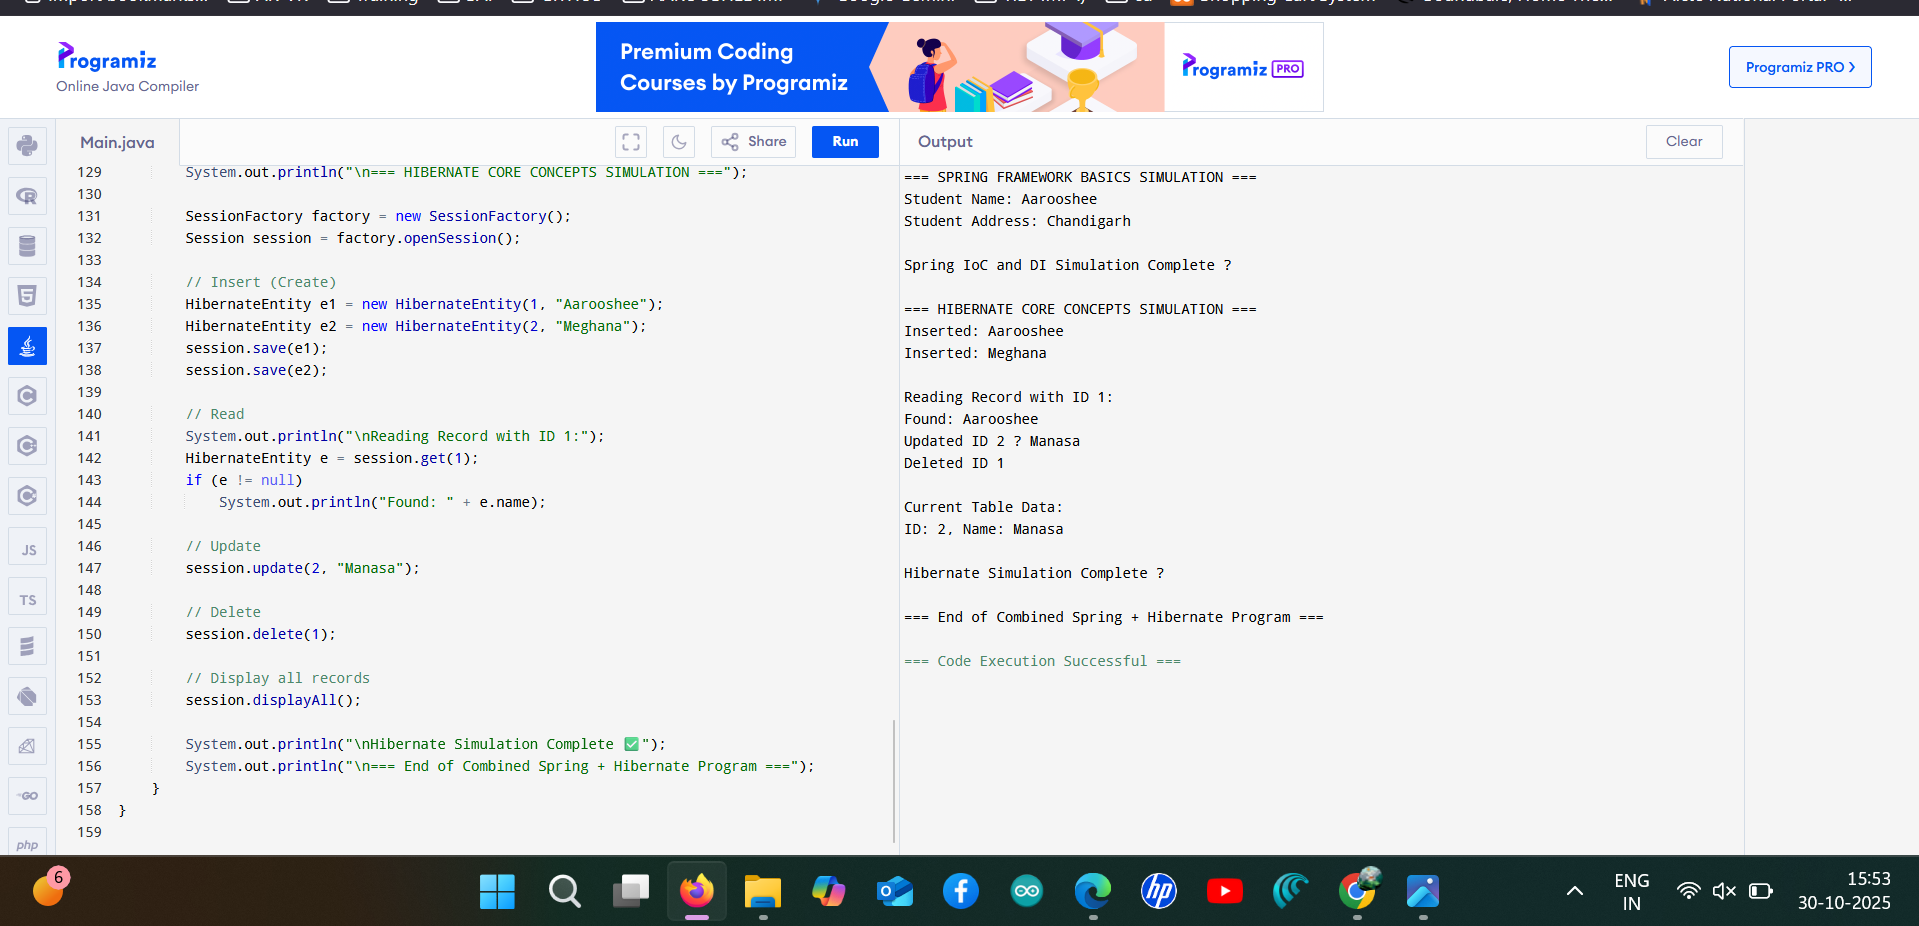 Programiz
Online Java Compiler
Premium Coding
Courses by Programiz
Programiz PRO
Programiz PRO ❯
Main.java
Share
Run
Output
Clear
129 System.out.println("\n=== HIBERNATE CORE CONCEPTS SIMULATION ===");
130
131 SessionFactory factory = new SessionFactory();
132 Session session = factory.openSession();
133
134 // Insert (Create)
135 HibernateEntity e1 = new HibernateEntity(1, "Aarooshee");
136 HibernateEntity e2 = new HibernateEntity(2, "Meghana");
137 session.save(e1);
138 session.save(e2);
139
140 // Read
141 System.out.println("\nReading Record with ID 1:");
142 HibernateEntity e = session.get(1);
143 if (e != null)
144 System.out.println("Found: " + e.name);
145
146 // Update
147 session.update(2, "Manasa");
148
149 // Delete
150 session.delete(1);
151
152 // Display all records
153 session.displayAll();
154
155 System.out.println("\nHibernate Simulation Complete ✅");
156 System.out.println("\n=== End of Combined Spring + Hibernate Program ===");
157 }
158 }
159
=== SPRING FRAMEWORK BASICS SIMULATION ===
Student Name: Aarooshee
Student Address: Chandigarh
Spring IoC and DI Simulation Complete ?
=== HIBERNATE CORE CONCEPTS SIMULATION ===
Inserted: Aarooshee
Inserted: Meghana
Reading Record with ID 1:
Found: Aarooshee
Updated ID 2 ? Manasa
Deleted ID 1
Current Table Data:
ID: 2, Name: Manasa
Hibernate Simulation Complete ?
=== End of Combined Spring + Hibernate Program ===
=== Code Execution Successful ===
JS
TS
GO
php
6
hp
ENG
IN
15:53
30-10-2025